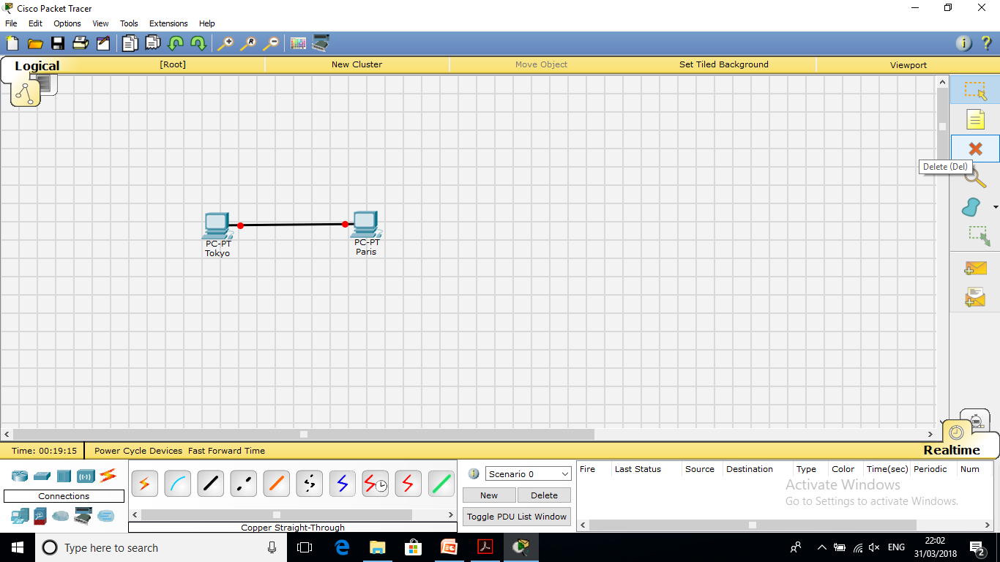 Cisco Packet Tracer
File Edit Options View Tools Extensions Help
Logical [Root] New Cluster Move Object Set Tiled Background Viewport
Delete (Del)
PC-PT PC-PT
Tokyo Paris
Time: 00:19:15 Power Cycle Devices Fast Forward Time Realtime
Connections
Copper Straight-Through
Scenario 0
New Delete
Toggle PDU List Window
Fire Last Status Source Destination Type Color Time(sec) Periodic Num
Activate Windows
Go to Settings to activate Windows.
Type here to search
ENG 22:02
31/03/2018 2